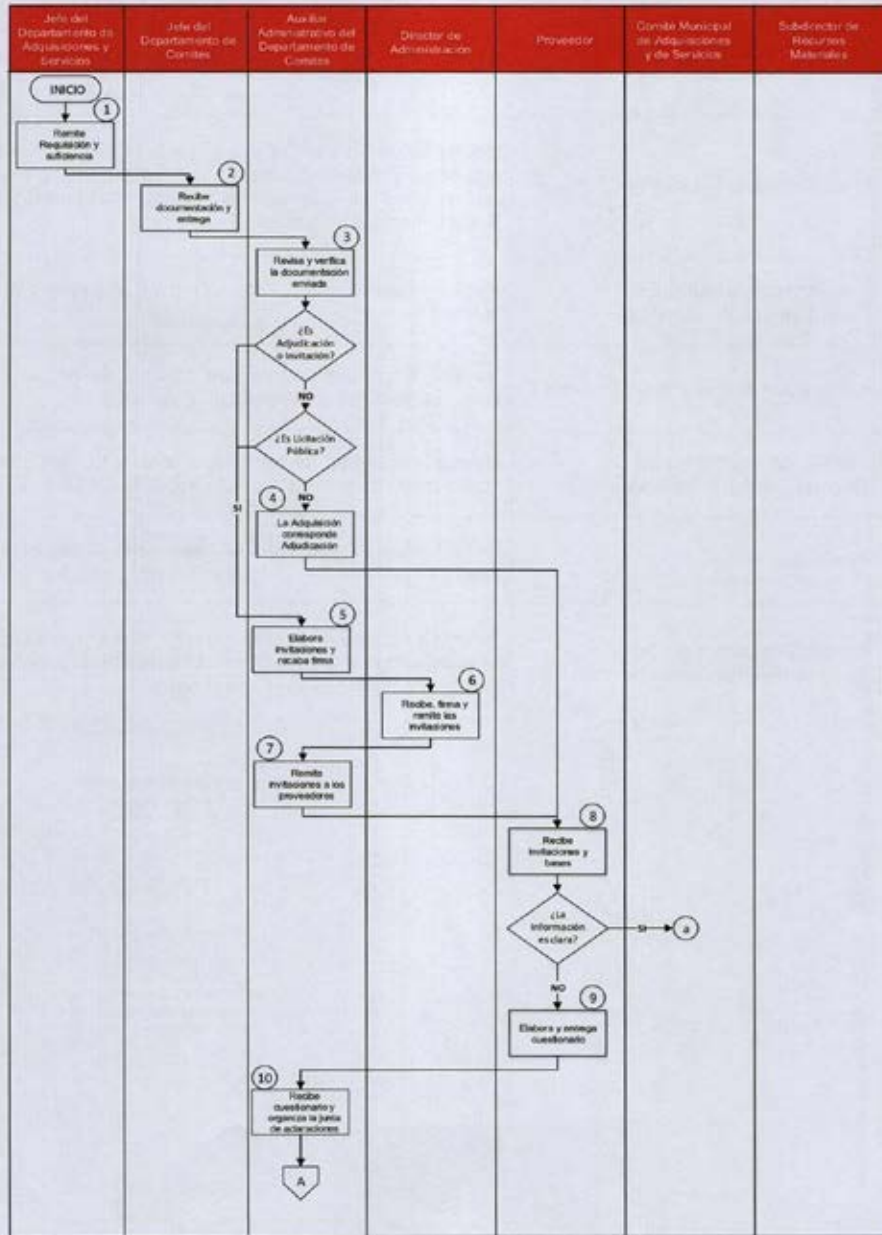 Jefe del
Departamento de
Adquisiciones y
Servicios
Jefe del
Departamento de
Comites
Auxiliar
Administrativo del
Departamento de
Comites
Director de
Administración
Proveedor
Comité Municipal
de Adquisiciones
y de Servicios
Subdirector de
Recursos
Materiales
INICIO
1
Remite
Requisición y
suficiencia
2
Recibe
documentación y
entrega
3
Revisa y verifica
la documentación
enviada
¿Es
Adjudicación
o Invitación?
NO
¿Es Licitación
Pública?
SI
NO
4
La Adquisición
corresponde
Adjudicación
5
Elabora
invitaciones y
recaba firma
6
Recibe, firma y
remite las
invitaciones
7
Remite
invitaciones a los
proveedores
8
Recibe
invitaciones y
bases
¿La
Información
es clara?
SI
a
NO
9
Elabora y entrega
cuestionario
10
Recibe
cuestionario y
organiza la junta
de aclaraciones
A